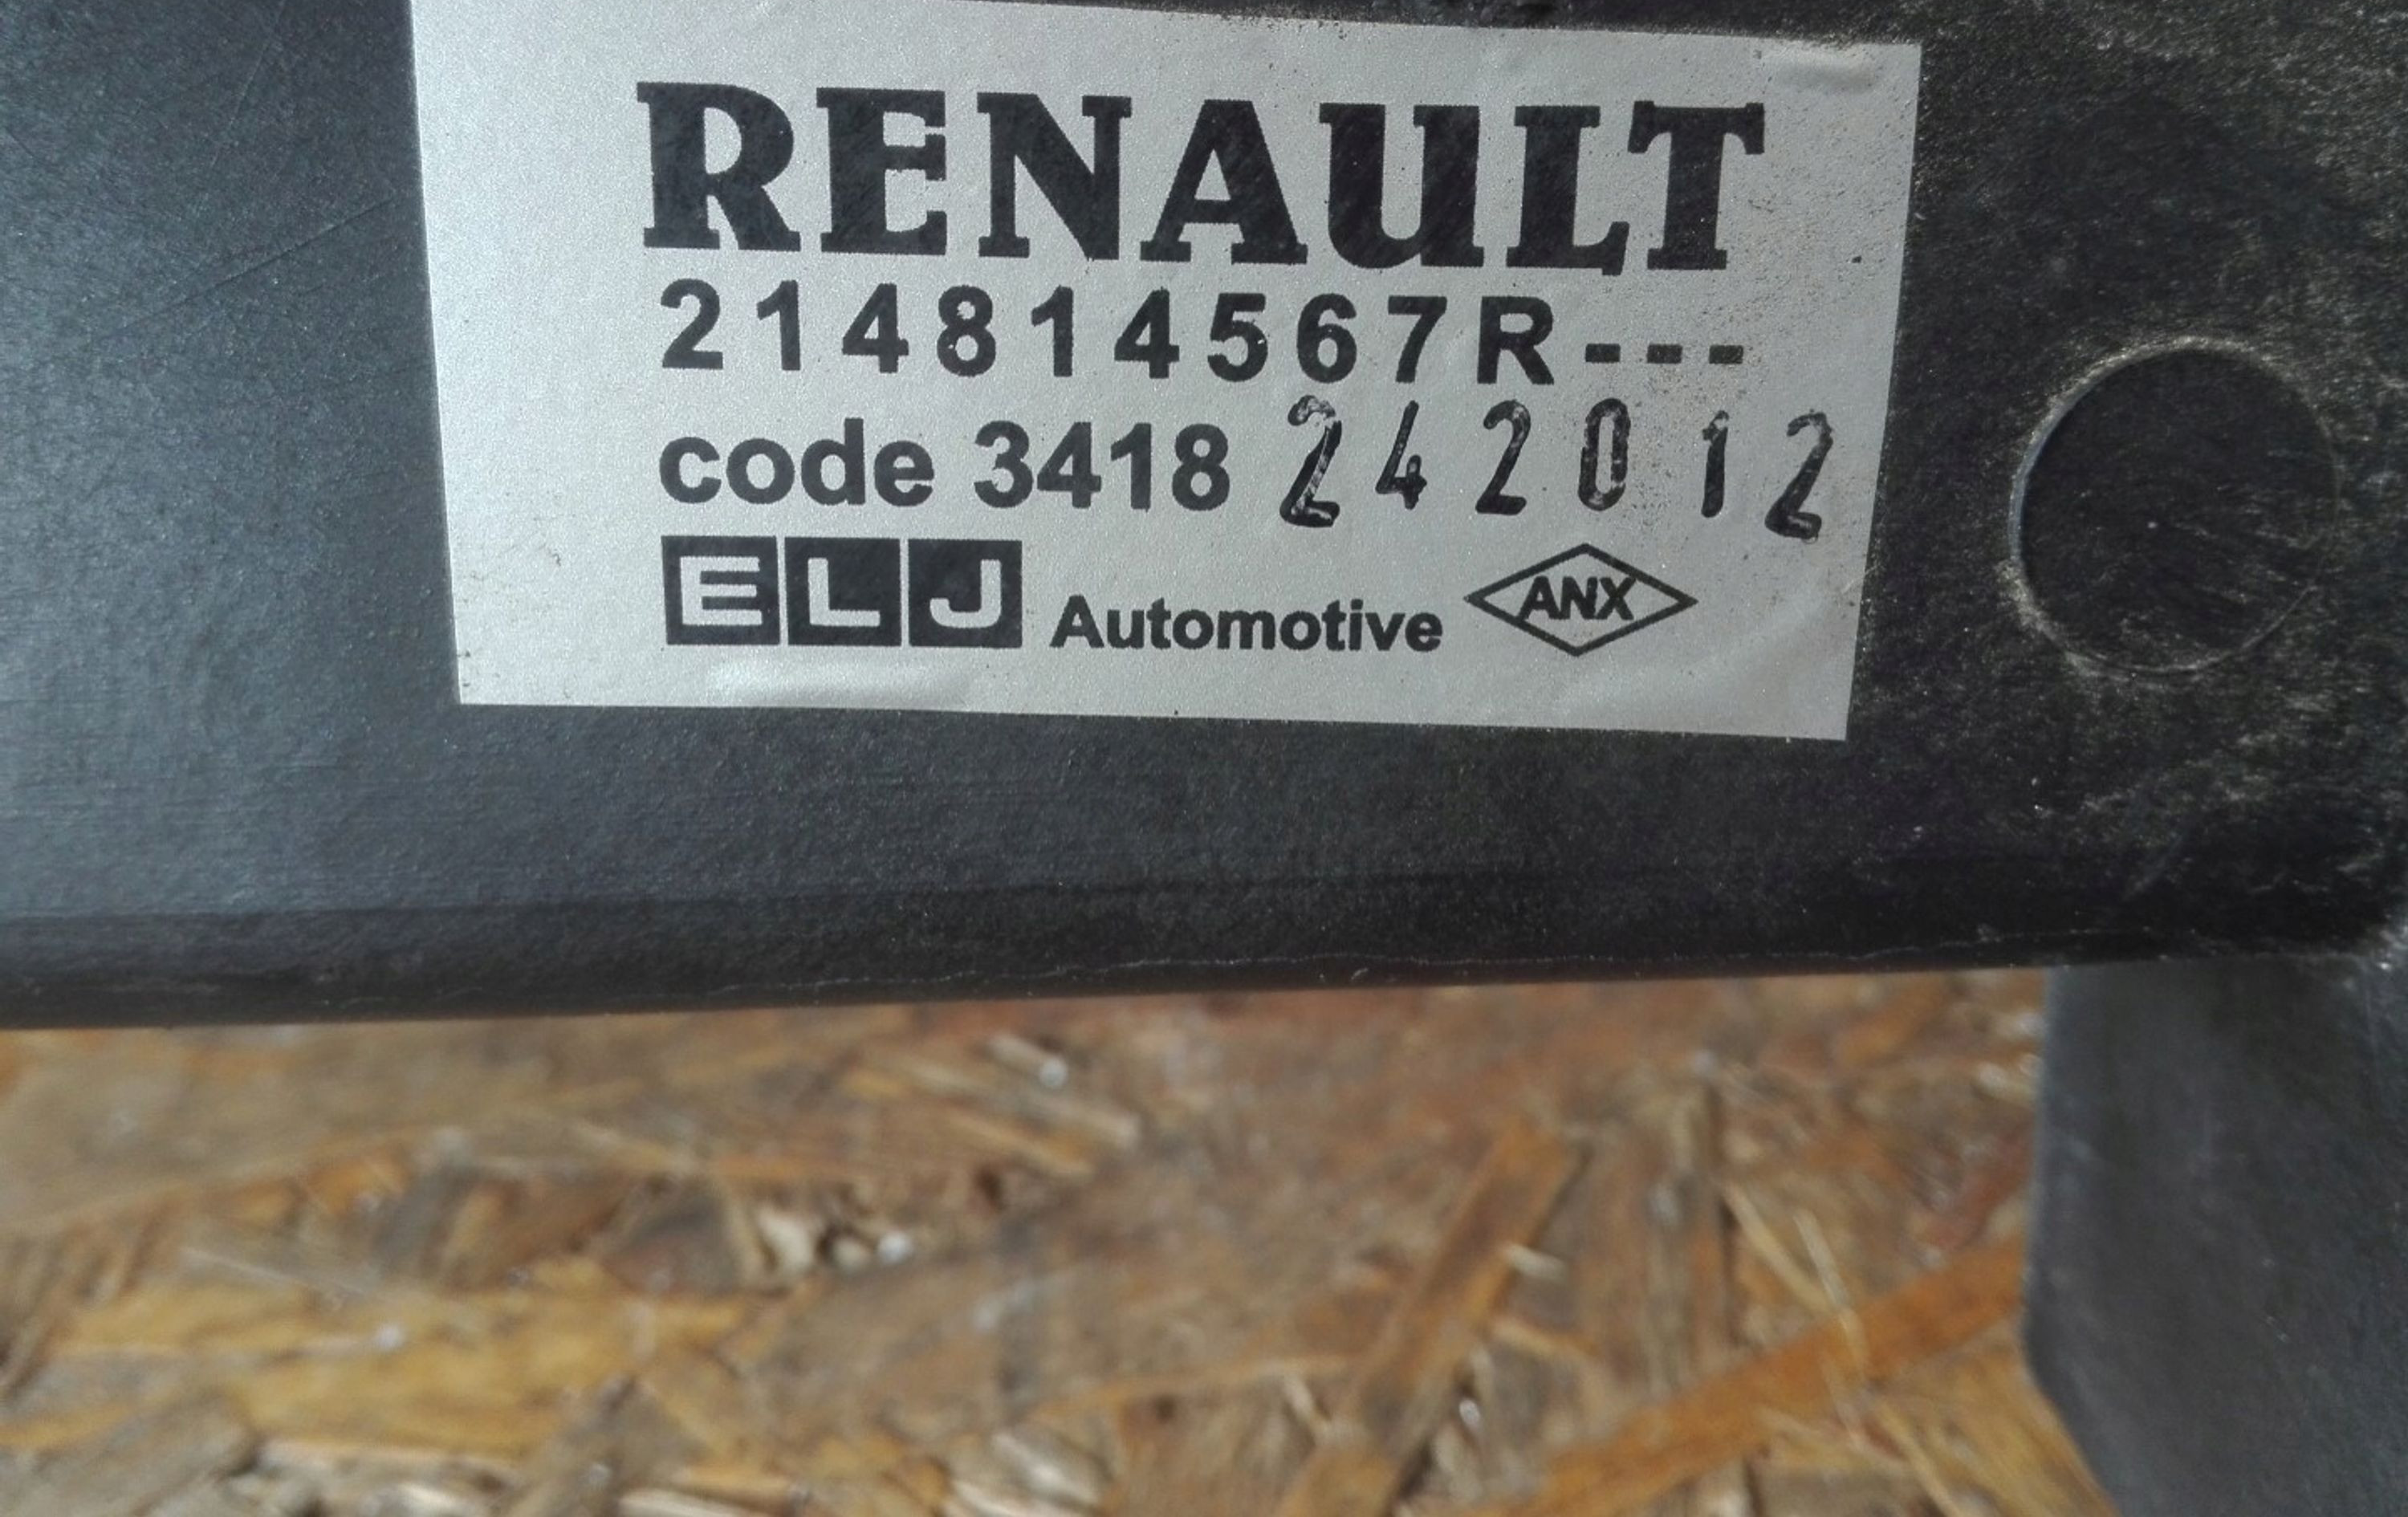 RENAULT
214814567R---
code 3418 242012
ELJ Automotive ANX